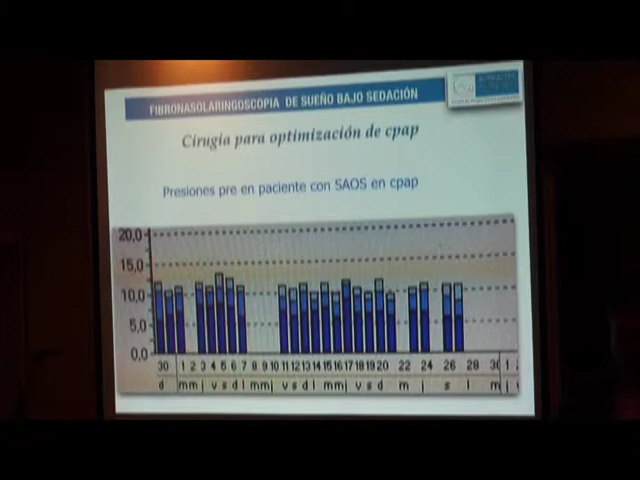 FIBRONASOLARINGOSCOPIA DE SUEÑO BAJO SEDACIÓN
Cirugía para optimización de cpap
Presiones pre en paciente con SAOS en cpap
20,0
15,0
10,0
5,0
0,0
30 1 2 3 4 5 6 7 8 9 10 11 12 13 14 15 16 17 18 19 20 22 24 26 28 30 1
d m m j v s d l m m j v s d l m m j v s d m j s l m j